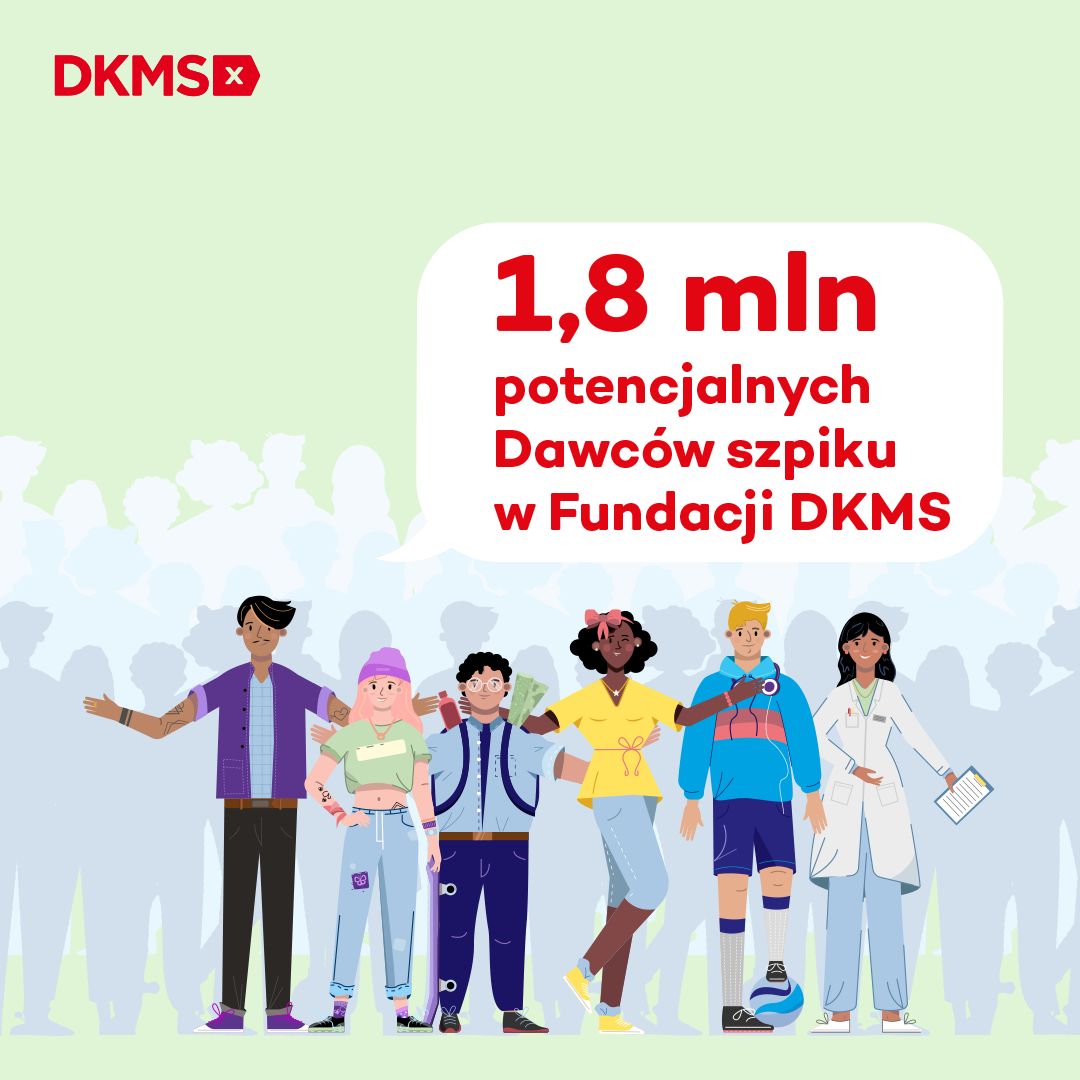 DKMS x
1,8 mln
potencjalnych
Dawców szpiku
w Fundacji DKMS